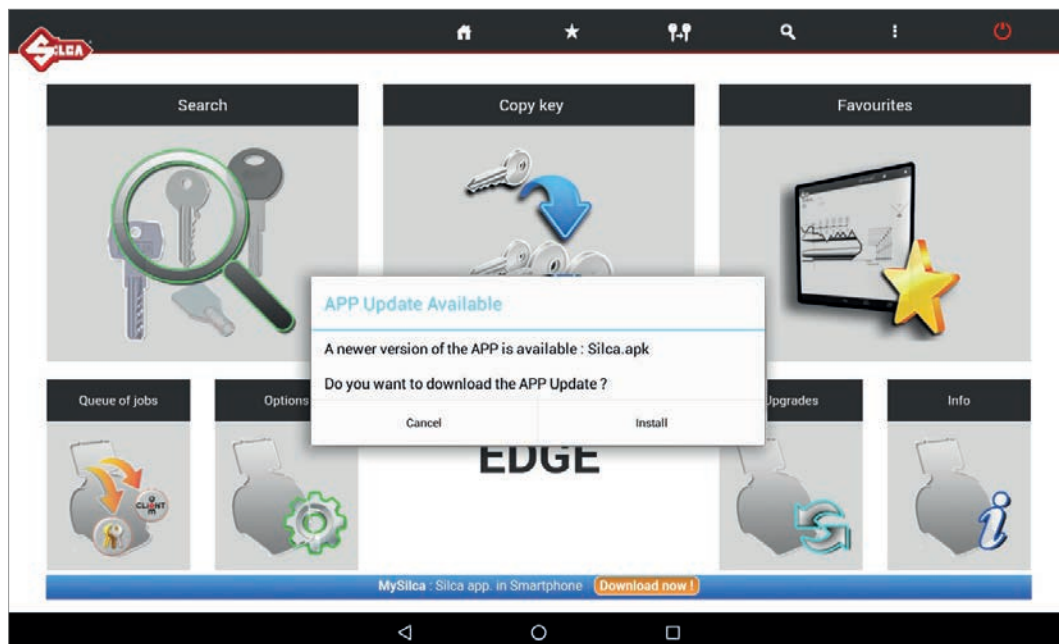 SILCA
Search
Copy key
Favourites
APP Update Available
A newer version of the APP is available : Silca.apk
Do you want to download the APP Update ?
Cancel
Install
Queue of jobs
Options
Upgrades
Info
CLIENT
EDGE
MySilca : Silca app. in Smartphone Download now !